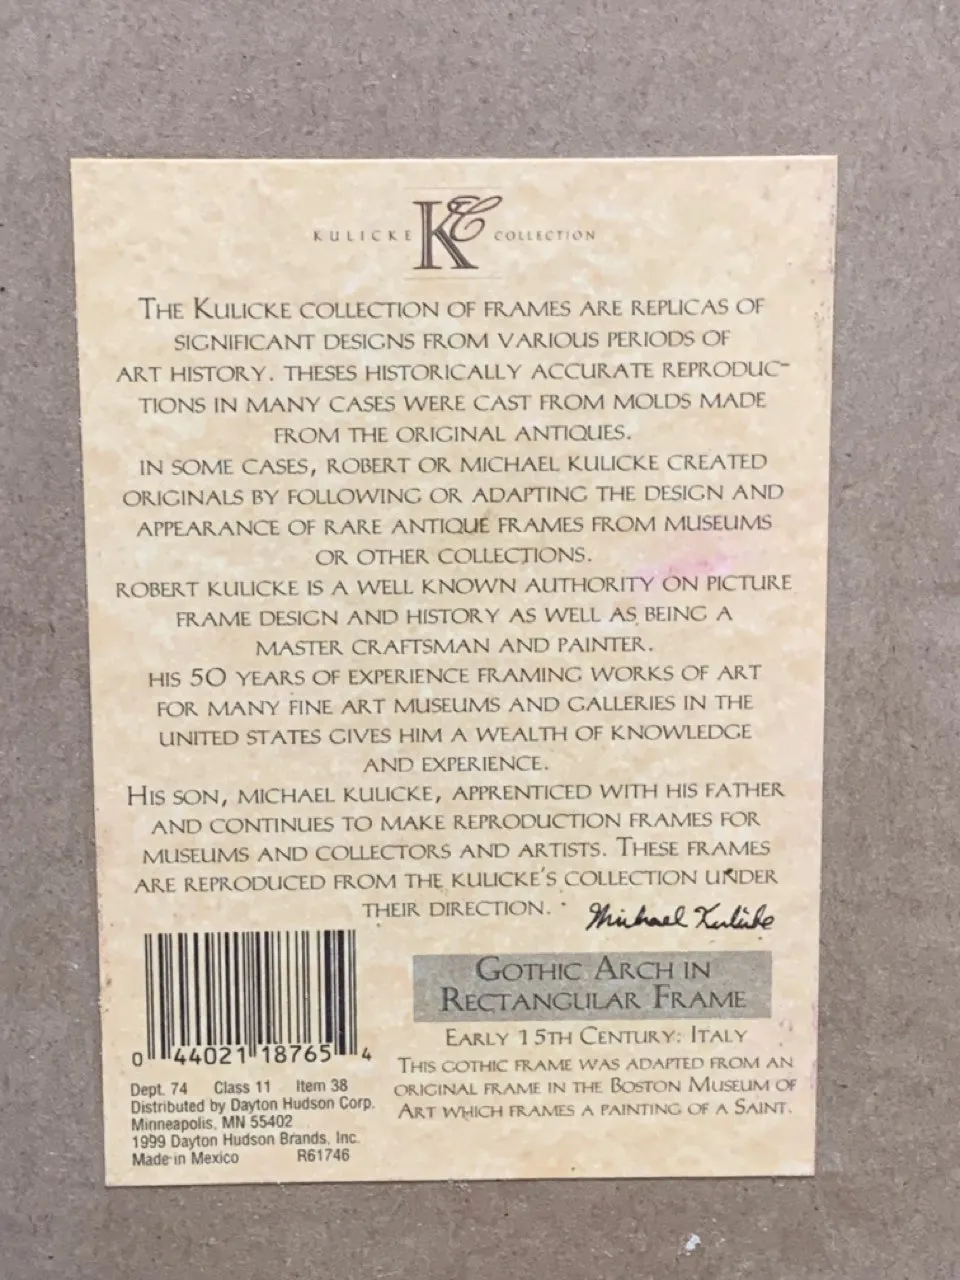 KULICKE KC COLLECTION
THE KULICKE COLLECTION OF FRAMES ARE REPLICAS OF
SIGNIFICANT DESIGNS FROM VARIOUS PERIODS OF
ART HISTORY. THESES HISTORICALLY ACCURATE REPRODUC-
TIONS IN MANY CASES WERE CAST FROM MOLDS MADE
FROM THE ORIGINAL ANTIQUES.
IN SOME CASES, ROBERT OR MICHAEL KULICKE CREATED
ORIGINALS BY FOLLOWING OR ADAPTING THE DESIGN AND
APPEARANCE OF RARE ANTIQUE FRAMES FROM MUSEUMS
OR OTHER COLLECTIONS.
ROBERT KULICKE IS A WELL KNOWN AUTHORITY ON PICTURE
FRAME DESIGN AND HISTORY AS WELL AS BEING A
MASTER CRAFTSMAN AND PAINTER.
HIS 50 YEARS OF EXPERIENCE FRAMING WORKS OF ART
FOR MANY FINE ART MUSEUMS AND GALLERIES IN THE
UNITED STATES GIVES HIM A WEALTH OF KNOWLEDGE
AND EXPERIENCE.
HIS SON, MICHAEL KULICKE, APPRENTICED WITH HIS FATHER
AND CONTINUES TO MAKE REPRODUCTION FRAMES FOR
MUSEUMS AND COLLECTORS AND ARTISTS. THESE FRAMES
ARE REPRODUCED FROM THE KULICKE'S COLLECTION UNDER
THEIR DIRECTION.
Michael Kulicke
GOTHIC ARCH IN
RECTANGULAR FRAME
EARLY 15TH CENTURY: ITALY
THIS GOTHIC FRAME WAS ADAPTED FROM AN
ORIGINAL FRAME IN THE BOSTON MUSEUM OF
ART WHICH FRAMES A PAINTING OF A SAINT.
0 44021 18765 4
Dept. 74 Class 11 Item 38
Distributed by Dayton Hudson Corp.
Minneapolis, MN 55402
1999 Dayton Hudson Brands, Inc.
Made in Mexico R61746